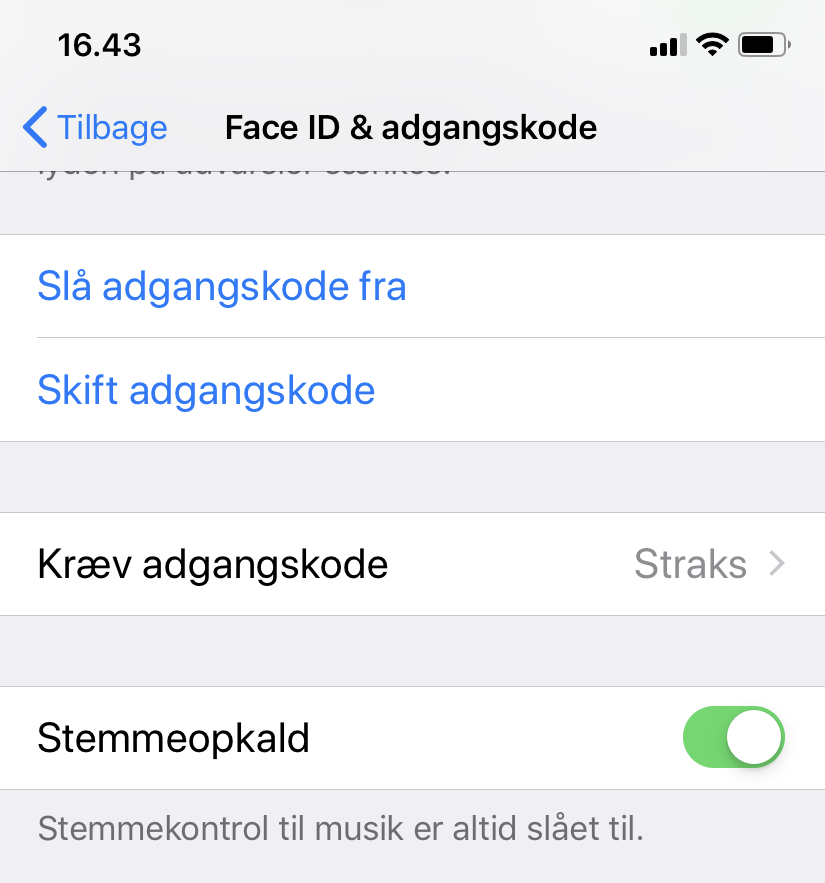 16.43
Tilbage
Face ID & adgangskode
Slå adgangskode fra
Skift adgangskode
Kræv adgangskode
Straks
Stemmeopkald
Stemmekontrol til musik er altid slået til.